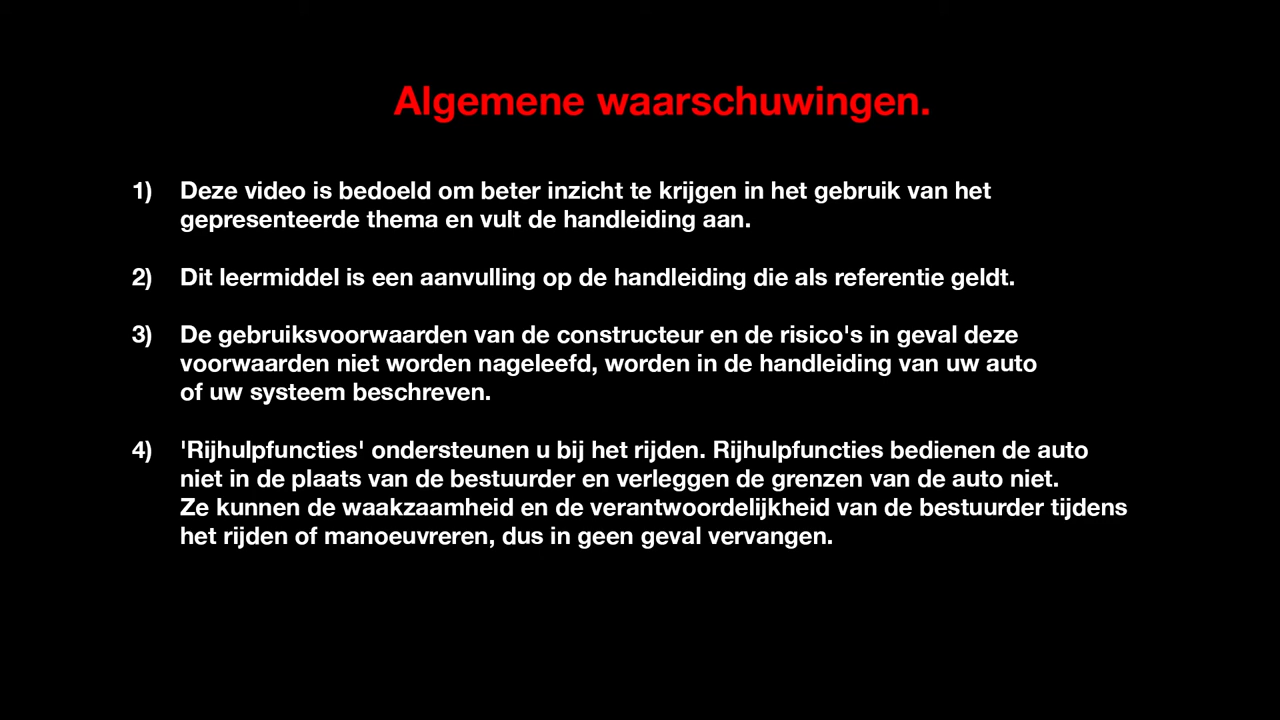 Algemene waarschuwingen.
1) Deze video is bedoeld om beter inzicht te krijgen in het gebruik van het
gepresenteerde thema en vult de handleiding aan.
2) Dit leermiddel is een aanvulling op de handleiding die als referentie geldt.
3) De gebruiksvoorwaarden van de constructeur en de risico's in geval deze
voorwaarden niet worden nageleefd, worden in de handleiding van uw auto
of uw systeem beschreven.
4) 'Rijhulpfuncties' ondersteunen u bij het rijden. Rijhulpfuncties bedienen de auto
niet in de plaats van de bestuurder en verleggen de grenzen van de auto niet.
Ze kunnen de waakzaamheid en de verantwoordelijkheid van de bestuurder tijdens
het rijden of manoeuvreren, dus in geen geval vervangen.